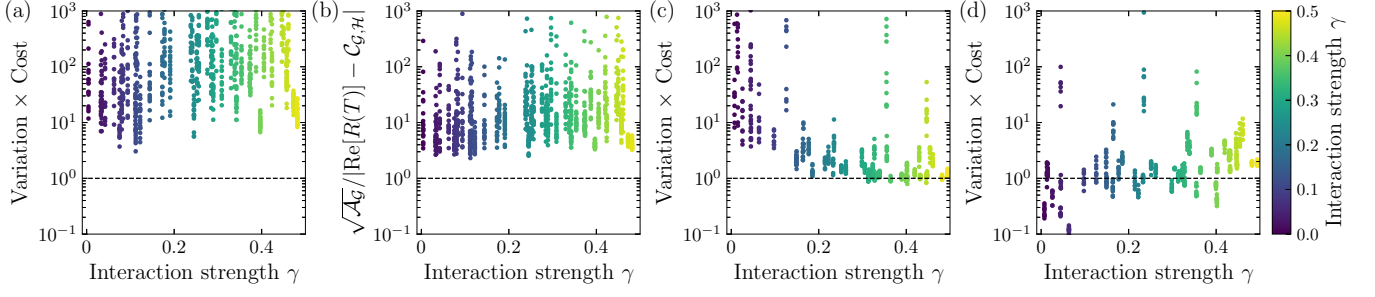 (a)
Variation × Cost
10³
10²
10¹
10⁰
10⁻¹
0
0.2
0.4
Interaction strength γ
(b)
√𝒜_𝒢/|Re[R(T)] − 𝒞_{𝒢,ℋ}|
10³
10²
10¹
10⁰
10⁻¹
0
0.2
0.4
Interaction strength γ
(c)
Variation × Cost
10³
10²
10¹
10⁰
10⁻¹
0
0.2
0.4
Interaction strength γ
(d)
Variation × Cost
10³
10²
10¹
10⁰
10⁻¹
0
0.2
0.4
Interaction strength γ
0.5
0.4
0.3
0.2
0.1
0.0
Interaction strength γ